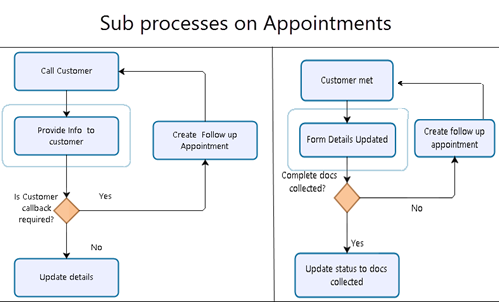 Sub processes on Appointments
Call Customer
Provide Info to
customer
Create Follow up
Appointment
Is Customer
callback
required?
Yes
No
Update details
Customer met
Form Details Updated
Create follow up
appointment
Complete docs
collected?
No
Yes
Update status to docs
collected